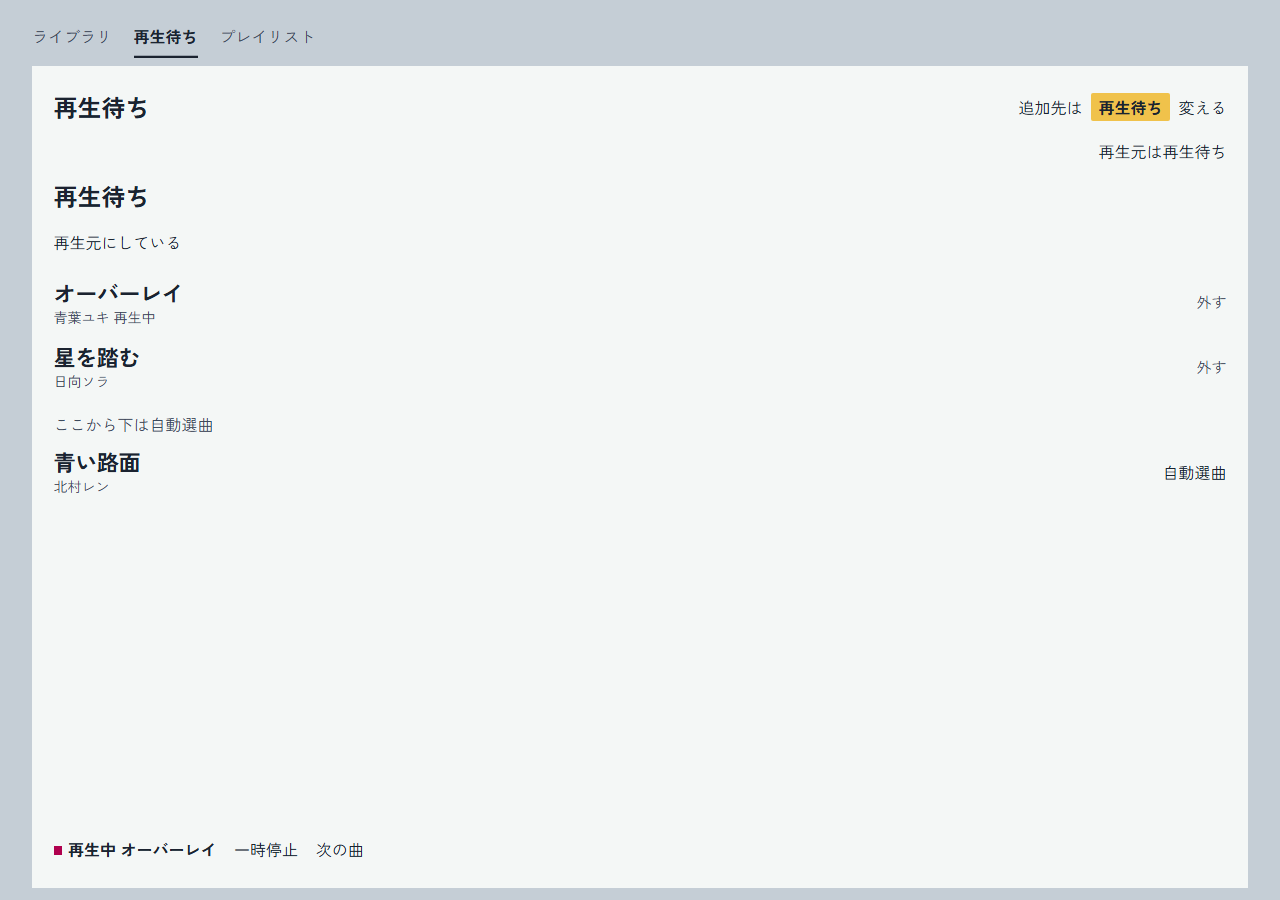 ライブラリ 再生待ち プレイリスト
再生待ち 追加先は 再生待ち 変える
再生元は再生待ち
再生待ち
再生元にしている
オーバーレイ
青葉ユキ 再生中 外す
星を踏む
日向ソラ 外す
ここから下は自動選曲
青い路面
北村レン 自動選曲
再生中 オーバーレイ 一時停止 次の曲